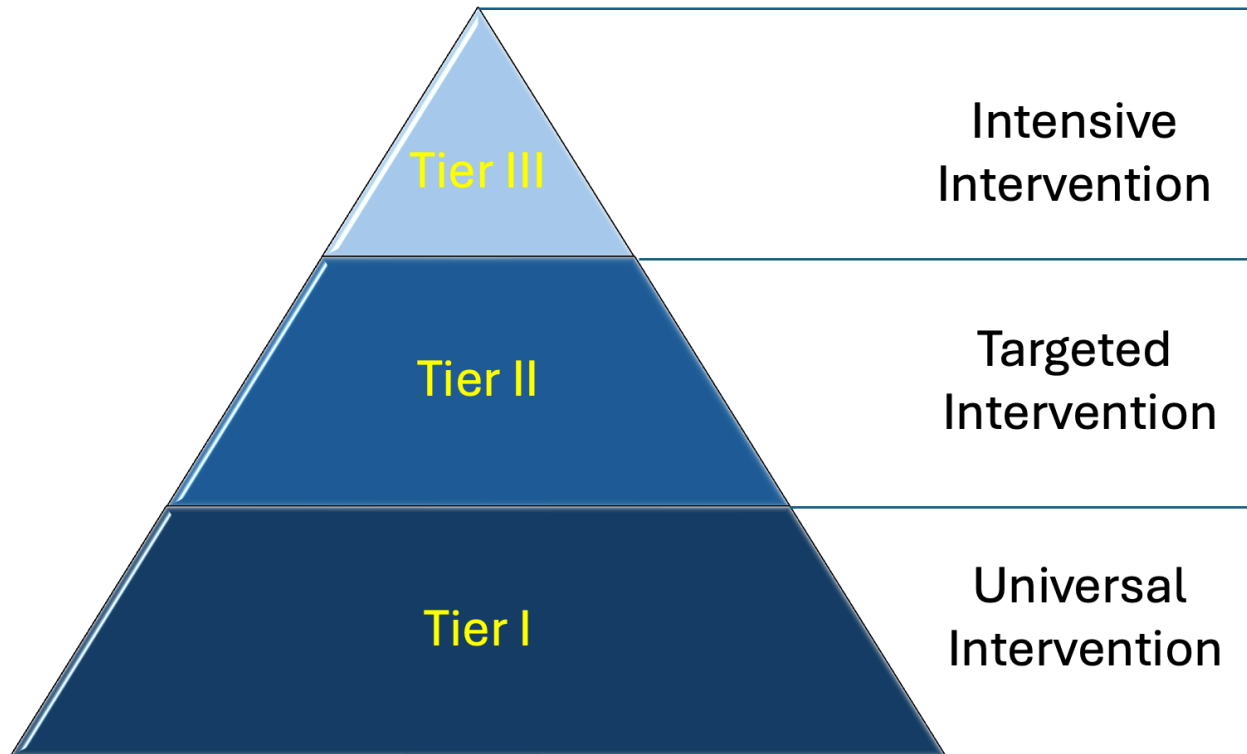 Tier III
Intensive
Intervention
Tier II
Targeted
Intervention
Tier I
Universal
Intervention